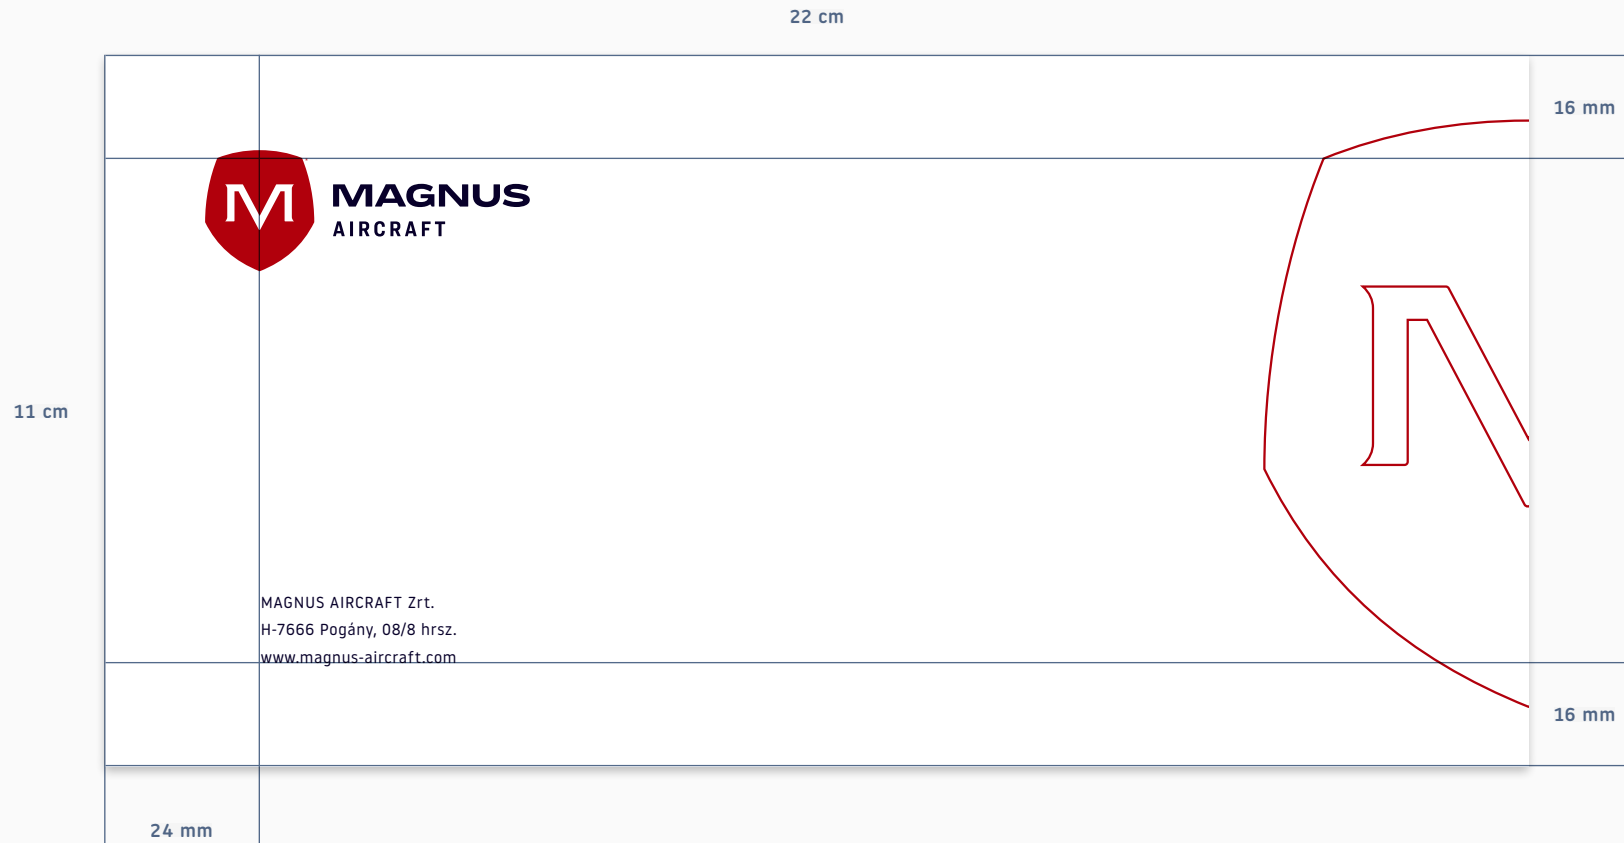 22 cm
16 mm
M
MAGNUS
AIRCRAFT
11 cm
MAGNUS AIRCRAFT Zrt.
H-7666 Pogány, 08/8 hrsz.
www.magnus-aircraft.com
16 mm
24 mm